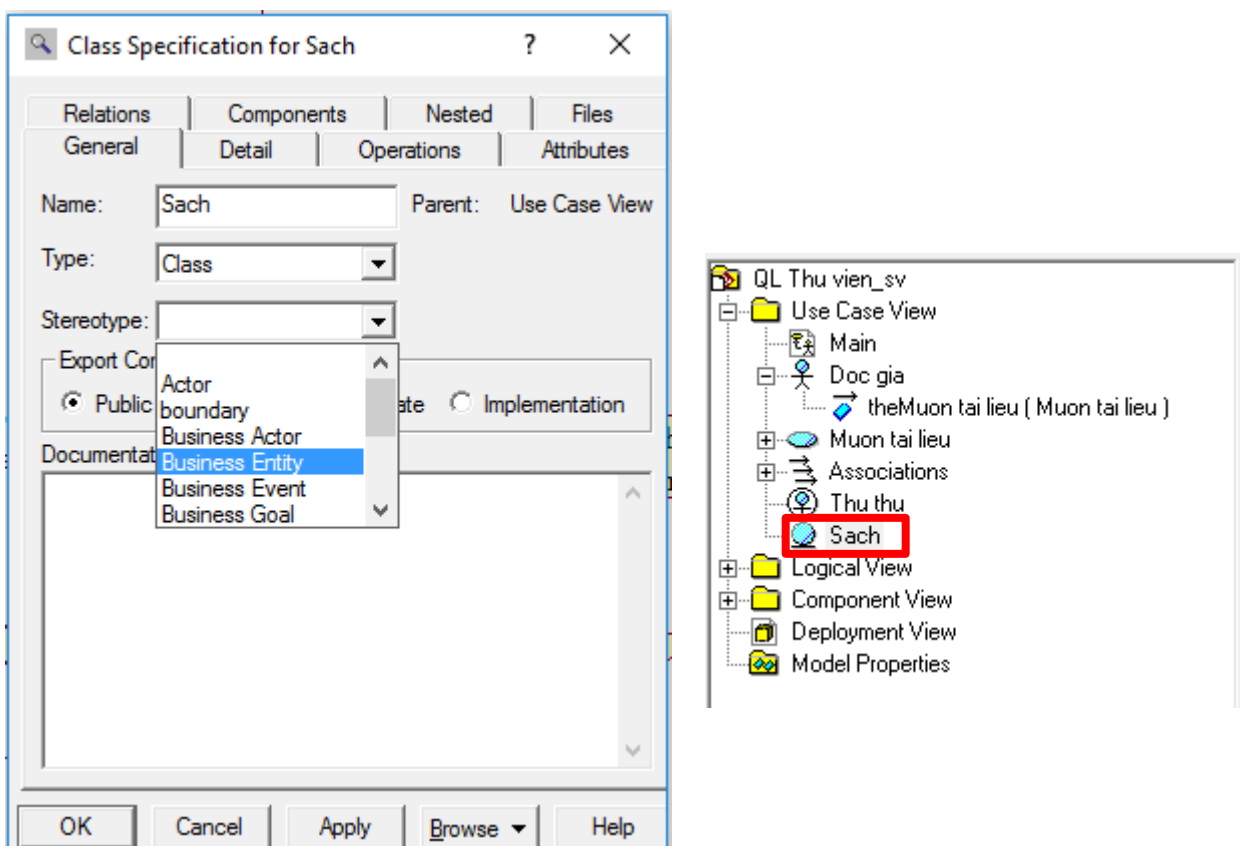 Class Specification for Sach ?
Relations Components Nested Files
General Detail Operations Attributes
Name: Sach Parent: Use Case View
Type: Class
Stereotype:
Export Con
Actor
Public boundary ate Implementation
Business Actor
Documentat
Business Entity
Business Event
Business Goal
OK Cancel Apply Browse Help
QL Thu vien_sv
Use Case View
Main
Doc gia
theMuon tai lieu ( Muon tai lieu )
Muon tai lieu
Associations
Thu thu
Sach
Logical View
Component View
Deployment View
Model Properties